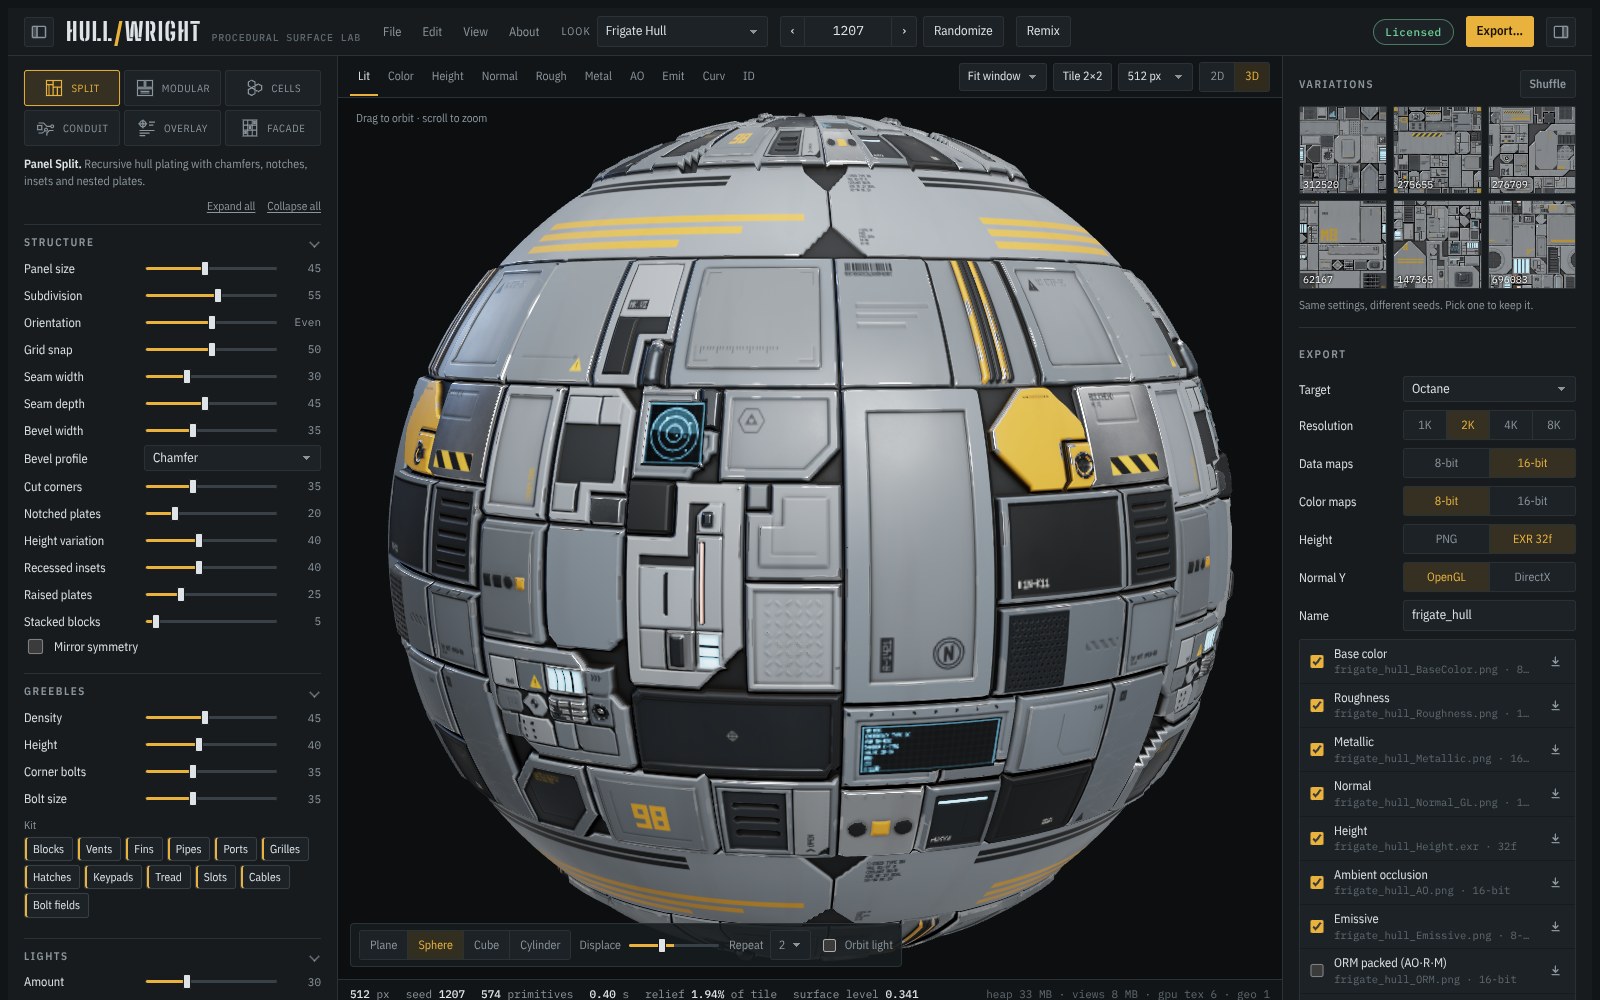 HULL/WRIGHT PROCEDURAL SURFACE LAB File Edit View About LOOK Frigate Hull ‹ 1207 › Randomize Remix Licensed Export...
SPLIT MODULAR CELLS
CONDUIT OVERLAY FACADE
Panel Split. Recursive hull plating with chamfers, notches,
insets and nested plates.
Expand all Collapse all
STRUCTURE
Panel size 45
Subdivision 55
Orientation Even
Grid snap 50
Seam width 30
Seam depth 45
Bevel width 35
Bevel profile Chamfer
Cut corners 35
Notched plates 20
Height variation 40
Recessed insets 40
Raised plates 25
Stacked blocks 5
Mirror symmetry
GREEBLES
Density 45
Height 40
Corner bolts 35
Bolt size 35
Kit
Blocks Vents Fins Pipes Ports Grilles
Hatches Keypads Tread Slots Cables
Bolt fields
LIGHTS
Amount 30
Lit Color Height Normal Rough Metal AO Emit Curv ID Fit window Tile 2×2 512 px 2D 3D
Drag to orbit · scroll to zoom
98
N
98
Plane Sphere Cube Cylinder Displace Repeat 2 Orbit light
512 px seed 1207 574 primitives 0.40 s relief 1.94% of tile surface level 0.341 heap 33 MB · views 8 MB · gpu tex 6 · geo 1
VARIATIONS Shuffle
312520 275655 276709
62167 147365 696083
Same settings, different seeds. Pick one to keep it.
EXPORT
Target Octane
Resolution 1K 2K 4K 8K
Data maps 8-bit 16-bit
Color maps 8-bit 16-bit
Height PNG EXR 32f
Normal Y OpenGL DirectX
Name frigate_hull
Base color
frigate_hull_BaseColor.png · 8…
Roughness
frigate_hull_Roughness.png · 1…
Metallic
frigate_hull_Metallic.png · 16…
Normal
frigate_hull_Normal_GL.png · 1…
Height
frigate_hull_Height.exr · 32f
Ambient occlusion
frigate_hull_AO.png · 16-bit
Emissive
frigate_hull_Emissive.png · 8-…
ORM packed (AO·R·M)
frigate_hull_ORM.png · 16-bit